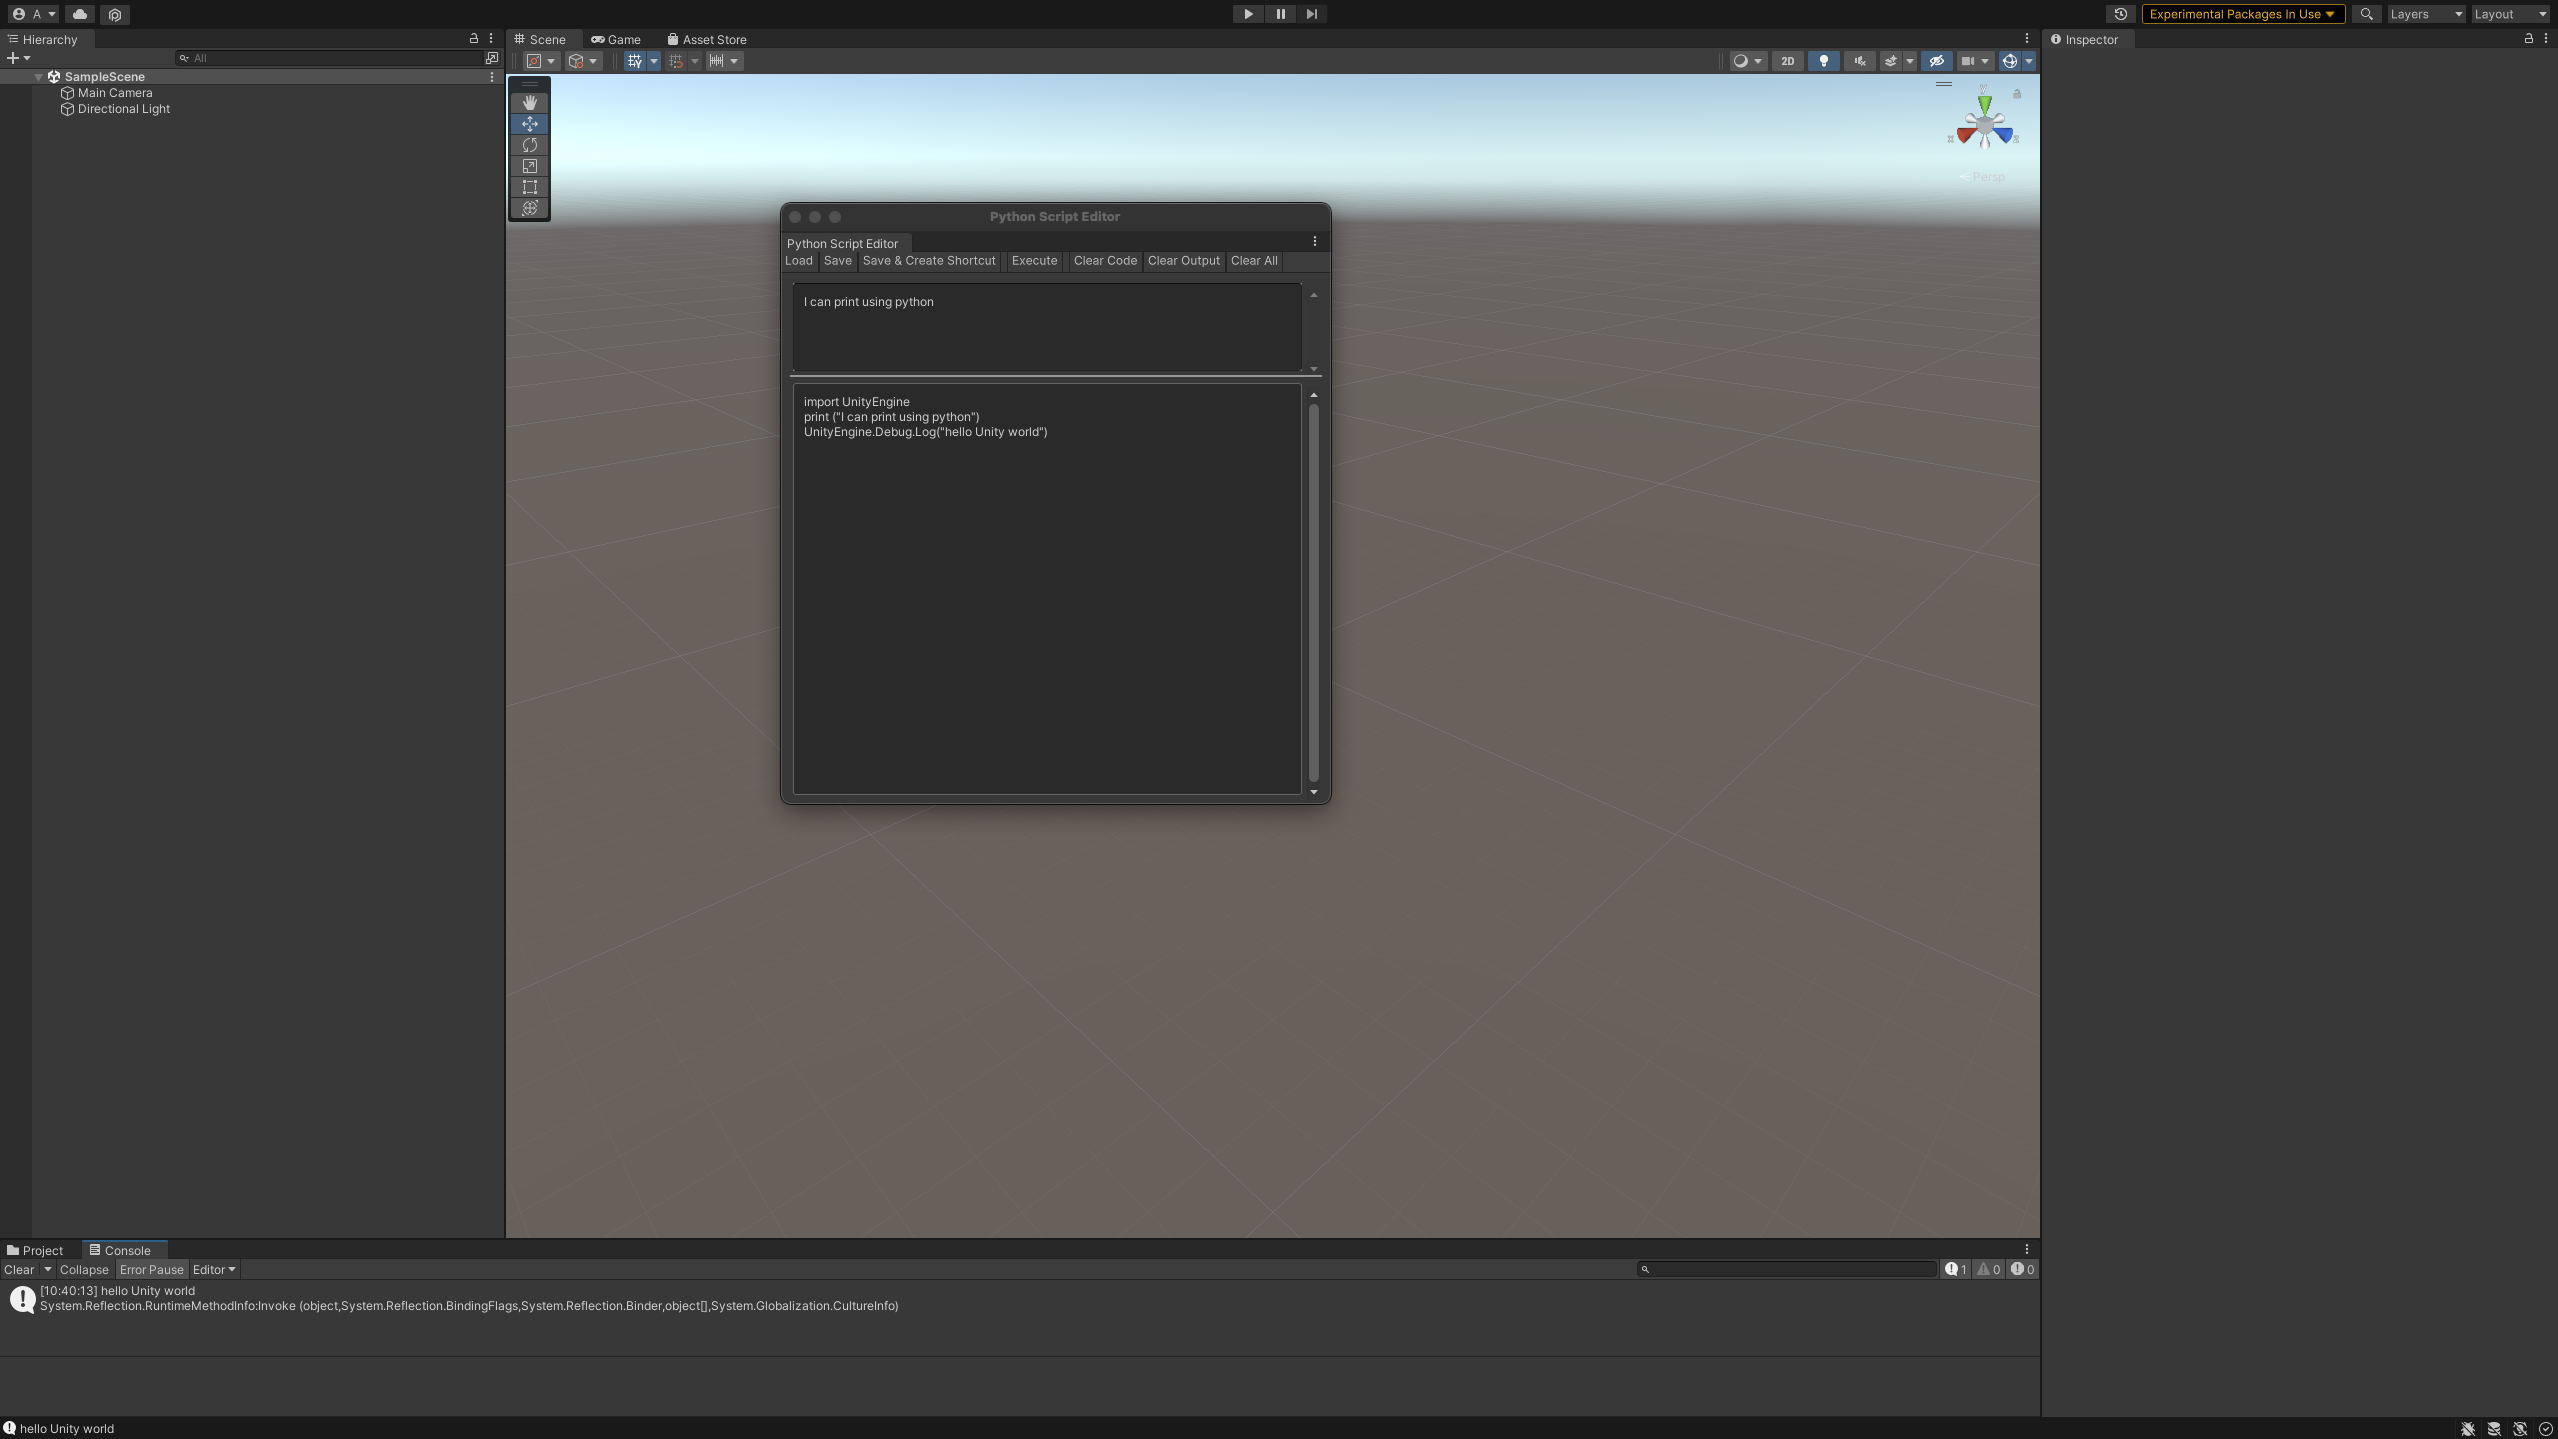 A
Experimental Packages In Use
Layers
Layout
Hierarchy
All
SampleScene
Main Camera
Directional Light
Scene
Game
Asset Store
2D
y
x
z
Persp
Inspector
Python Script Editor
Python Script Editor
Load
Save
Save & Create Shortcut
Execute
Clear Code
Clear Output
Clear All
I can print using python
import UnityEngine
print ("I can print using python")
UnityEngine.Debug.Log("hello Unity world")
Project
Console
Clear
Collapse
Error Pause
Editor
1
0
0
[10:40:13] hello Unity world
System.Reflection.RuntimeMethodInfo:Invoke (object,System.Reflection.BindingFlags,System.Reflection.Binder,object[],System.Globalization.CultureInfo)
hello Unity world